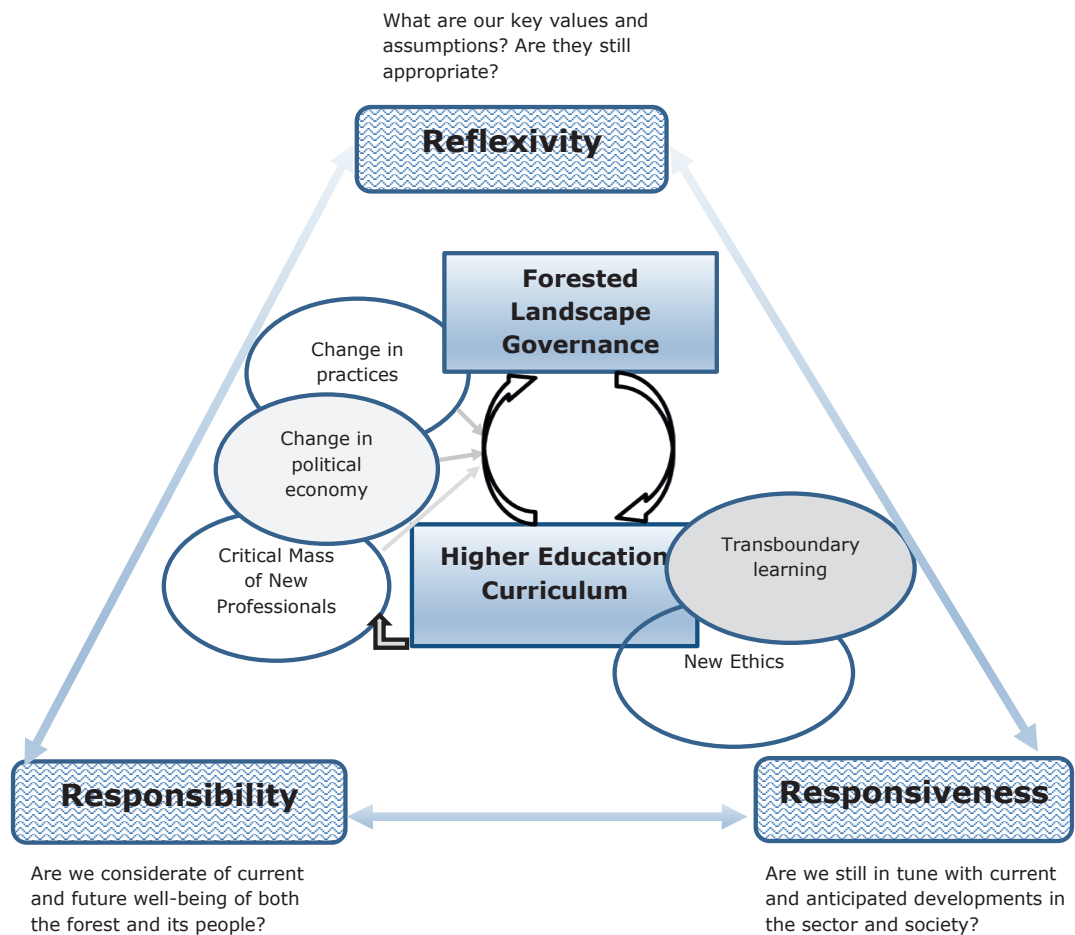 What are our key values and
assumptions? Are they still
appropriate?
Reflexivity
Forested
Landscape
Governance
Change in
practices
Change in
political
economy
Critical Mass
of New
Professionals
Higher Education
Curriculum
Transboundary
learning
New Ethics
Responsibility
Responsiveness
Are we considerate of current
and future well-being of both
the forest and its people?
Are we still in tune with current
and anticipated developments in
the sector and society?